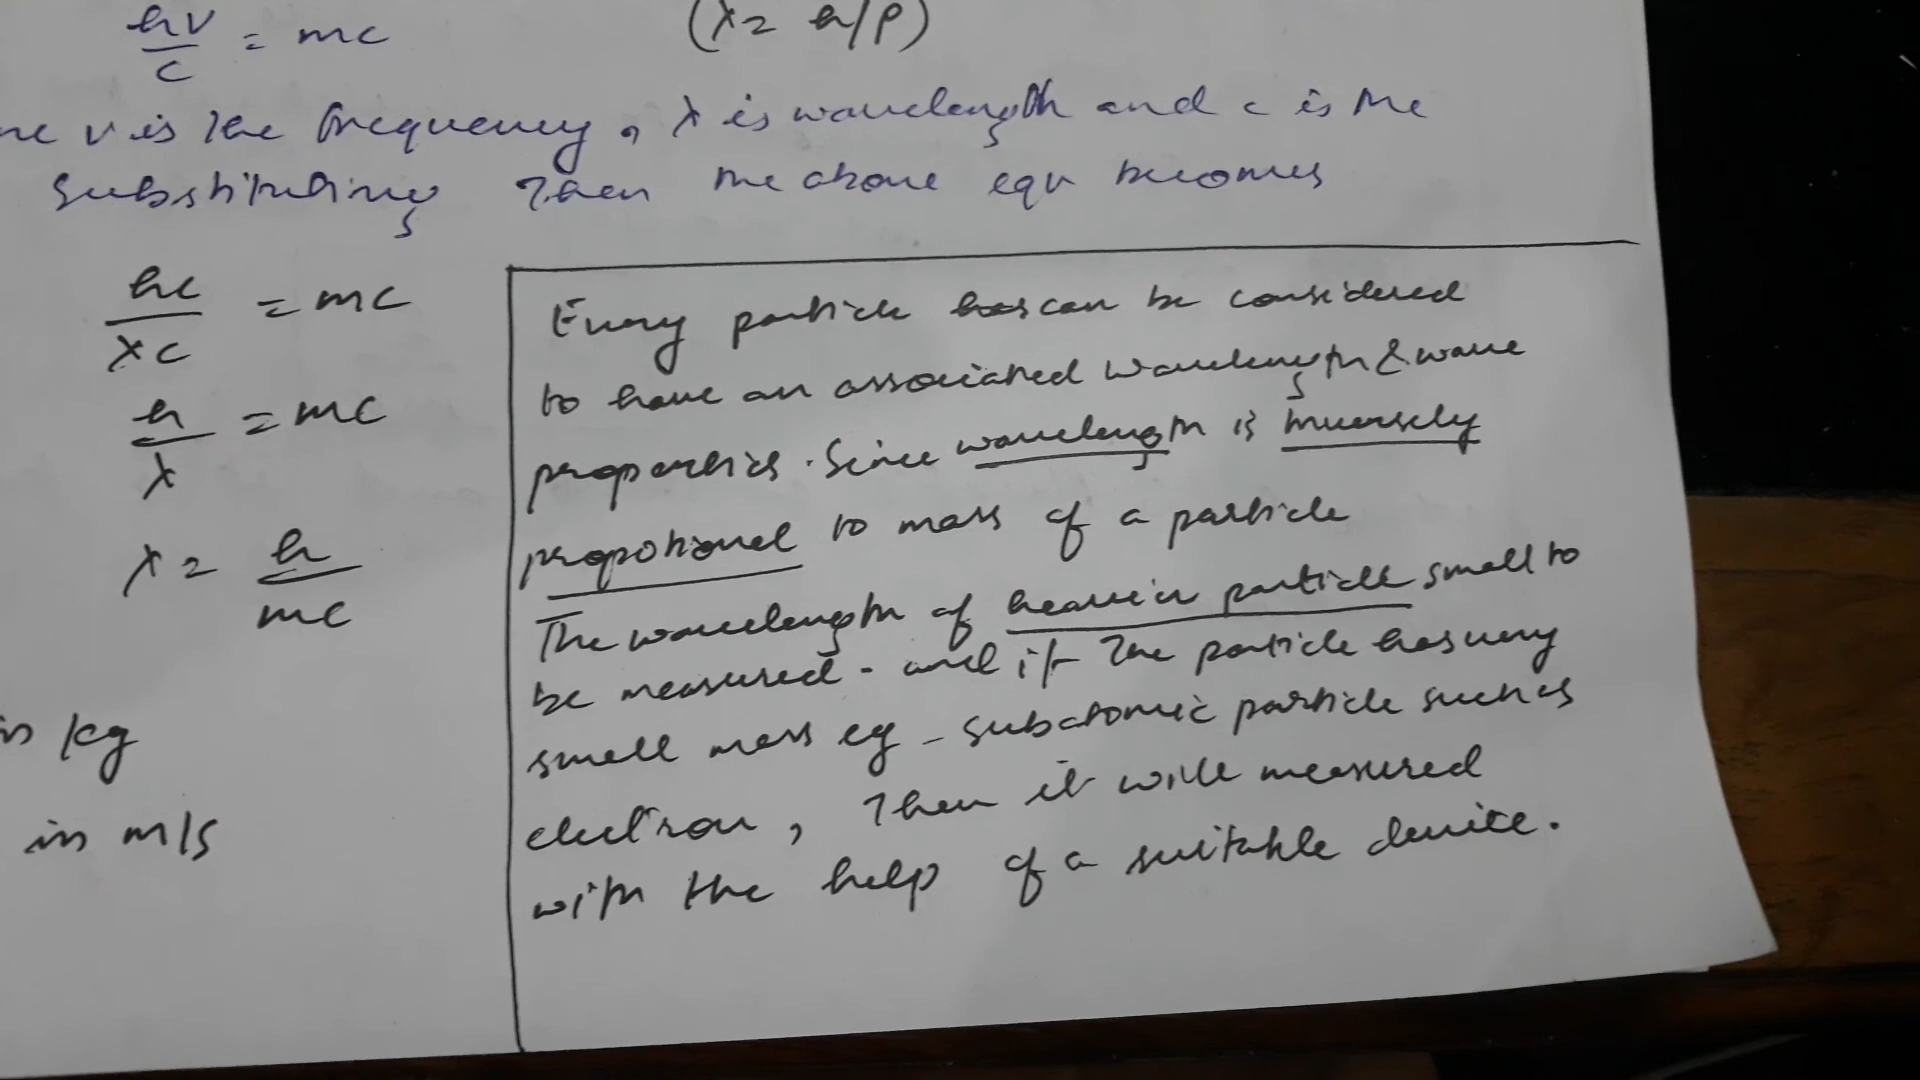 hν/c = mc (λ = h/p)
ν is the frequency, λ is wavelength and c is the
substituting then the above equ becomes
hc/λc = mc
h/λ = mc
λ = h/mc
in kg
in m/s
Every particle has can be considered
to have an associated wavelength & wave
properties. Since wavelength is inversely
propotional to mass of a particle
The wavelength of heavier particle small to
be measured - and if the particle has very
small mass eg - subatomic particle such as
electron, then it will measured
with the help of a suitable device.